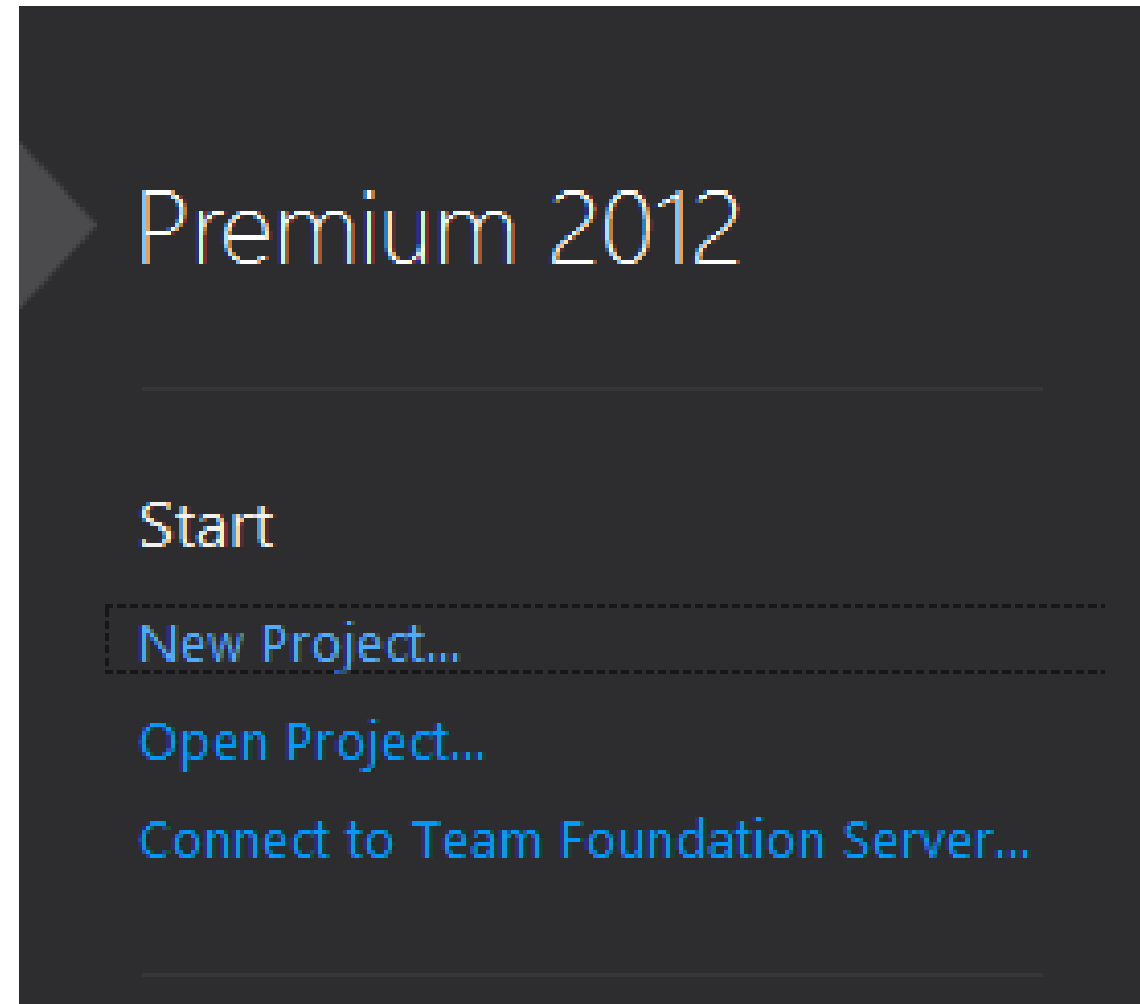 Premium 2012
Start
New Project...
Open Project...
Connect to Team Foundation Server...